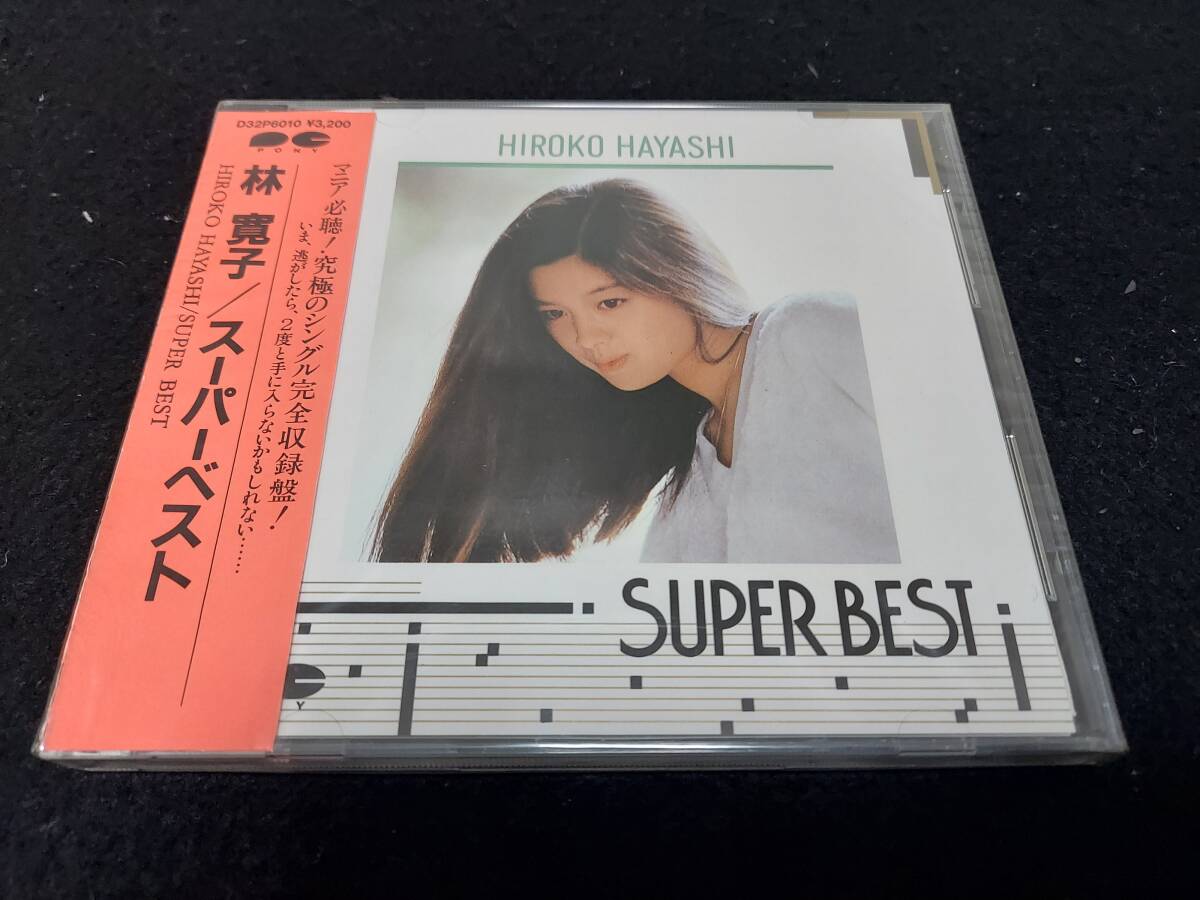 D32P6010 ¥3,200
PONY
マニア必聴！究極のシングル完全収録盤！
いま、逃がしたら、2度と手に入らないかもしれない……
林 寛子／スーパーベスト
HIROKO HAYASHI/SUPER BEST
HIROKO HAYASHI
SUPER BEST
Y